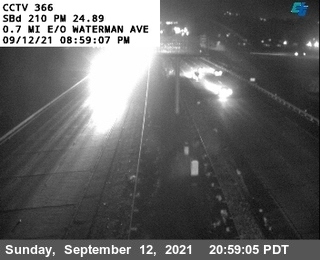 CCTV 366
SBd 210 PM 24.89
0.7 MI E/O WATERMAN AVE
09/12/21 08:59:07 PM
Sunday, September 12, 2021 20:59:05 PDT